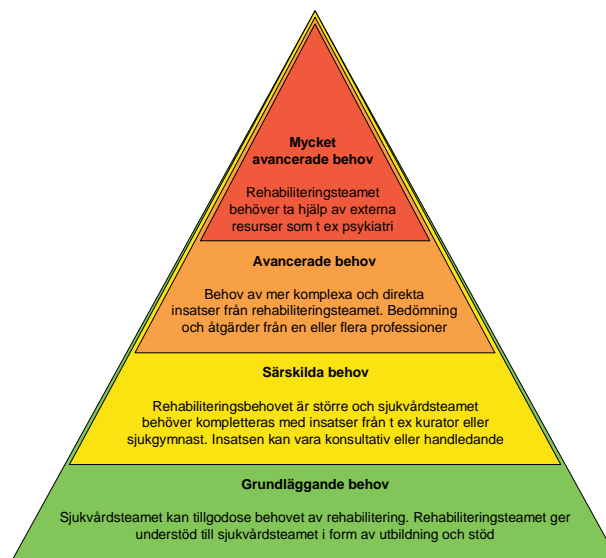 Mycket
avancerade behov
Rehabiliteringsteamet
behöver ta hjälp av externa
resurser som t ex psykiatri
Avancerade behov
Behov av mer komplexa och direkta
insatser från rehabiliteringsteamet. Bedömning
och åtgärder från en eller flera professioner
Särskilda behov
Rehabiliteringsbehovet är större och sjukvårdsteamet
behöver kompletteras med insatser från t ex kurator eller
sjukgymnast. Insatsen kan vara konsultativ eller handledande
Grundläggande behov
Sjukvårdsteamet kan tillgodose behovet av rehabilitering. Rehabiliteringsteamet ger
understöd till sjukvårdsteamet i form av utbildning och stöd